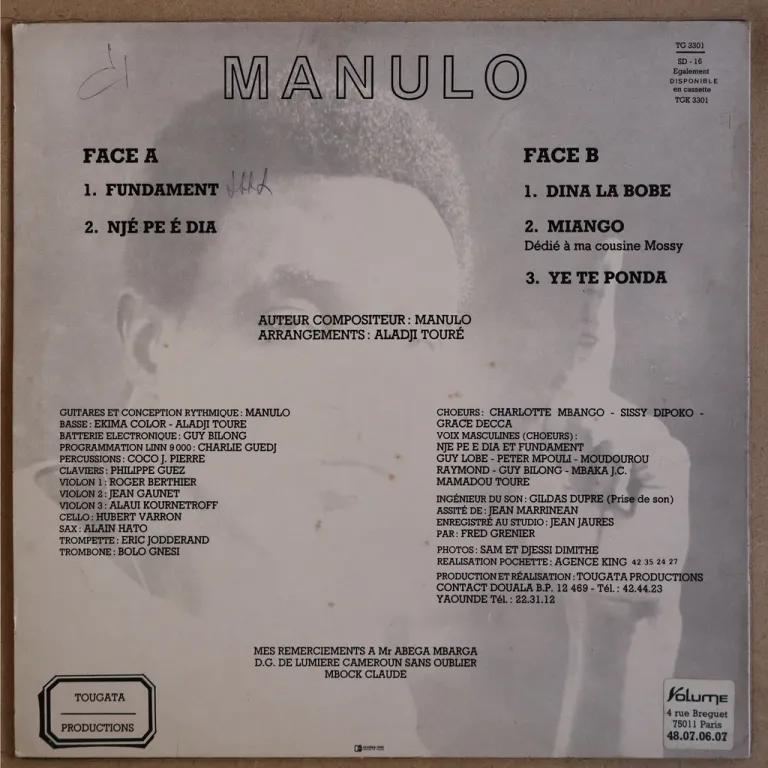 MANULO
TG 3301
SD - 16
Egalement
DISPONIBLE
en cassette
TGK 3301
FACE A
1. FUNDAMENT
2. NJÉ PE É DIA
FACE B
1. DINA LA BOBE
2. MIANGO
Dédié à ma cousine Mossy
3. YE TE PONDA
AUTEUR COMPOSITEUR : MANULO
ARRANGEMENTS : ALADJI TOURÉ
GUITARES ET CONCEPTION RYTHMIQUE : MANULO
BASSE : EKIMA COLOR - ALADJI TOURE
BATTERIE ELECTRONIQUE : GUY BILONG
PROGRAMMATION LINN 9000 : CHARLIE GUEDJ
PERCUSSIONS : COCO J. PIERRE
CLAVIERS : PHILIPPE GUEZ
VIOLON 1 : ROGER BERTHIER
VIOLON 2 : JEAN GAUNET
VIOLON 3 : ALAUI KOURNETROFF
CELLO : HUBERT VARRON
SAX : ALAIN HATO
TROMPETTE : ERIC JODDERAND
TROMBONE : BOLO GNESI
CHOEURS : CHARLOTTE MBANGO - SISSY DIPOKO -
GRACE DECCA
VOIX MASCULINES (CHOEURS) :
NJE PE E DIA ET FUNDAMENT
GUY LOBE - PETER MPOULI - MOUDOUROU
RAYMOND - GUY BILONG - MBAKA J.C.
MAMADOU TOURE
INGÉNIEUR DU SON : GILDAS DUPRE (Prise de son)
ASSITÉ DE : JEAN MARRINEAN
ENREGISTRÉ AU STUDIO : JEAN JAURES
PAR : FRED GRENIER
PHOTOS : SAM ET DJESSI DIMITHE
REALISATION POCHETTE : AGENCE KING 42 35 24 27
PRODUCTION ET RÉALISATION : TOUGATA PRODUCTIONS
CONTACT DOUALA B.P. 12 469 - Tél. : 42.44.23
YAOUNDE Tél. : 22.31.12
MES REMERCIEMENTS A Mr ABEGA MBARGA
D.G. DE LUMIERE CAMEROUN SANS OUBLIER
MBOCK CLAUDE
TOUGATA
PRODUCTIONS
Volume
4 rue Breguet
75011 Paris
48.07.06.07